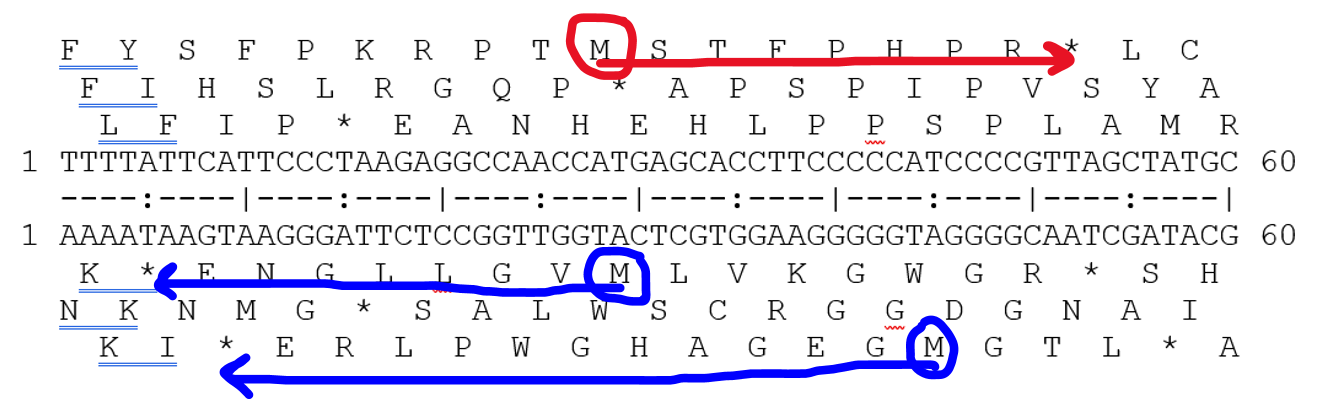 F Y S F P K R P T M S T F P H P R * L C
F I H S L R G Q P * A P S P I P V S Y A
L F I P * E A N H E H L P P S P L A M R
1 TTTTATTCATTCCCTAAGAGGCCAACCATGAGCACCTTCCCCCATCCCCGTTAGCTATGC 60
----:----|----:----|----:----|----:----|----:----|----:----|
1 AAAATAAGTAAGGGATTCTCCGGTTGGTACTCGTGGAAGGGGGTAGGGGCAATCGATACG 60
K * E N G L L G V M L V K G W G R * S H
N K N M G * S A L W S C R G G D G N A I
K I * E R L P W G H A G E G M G T L * A